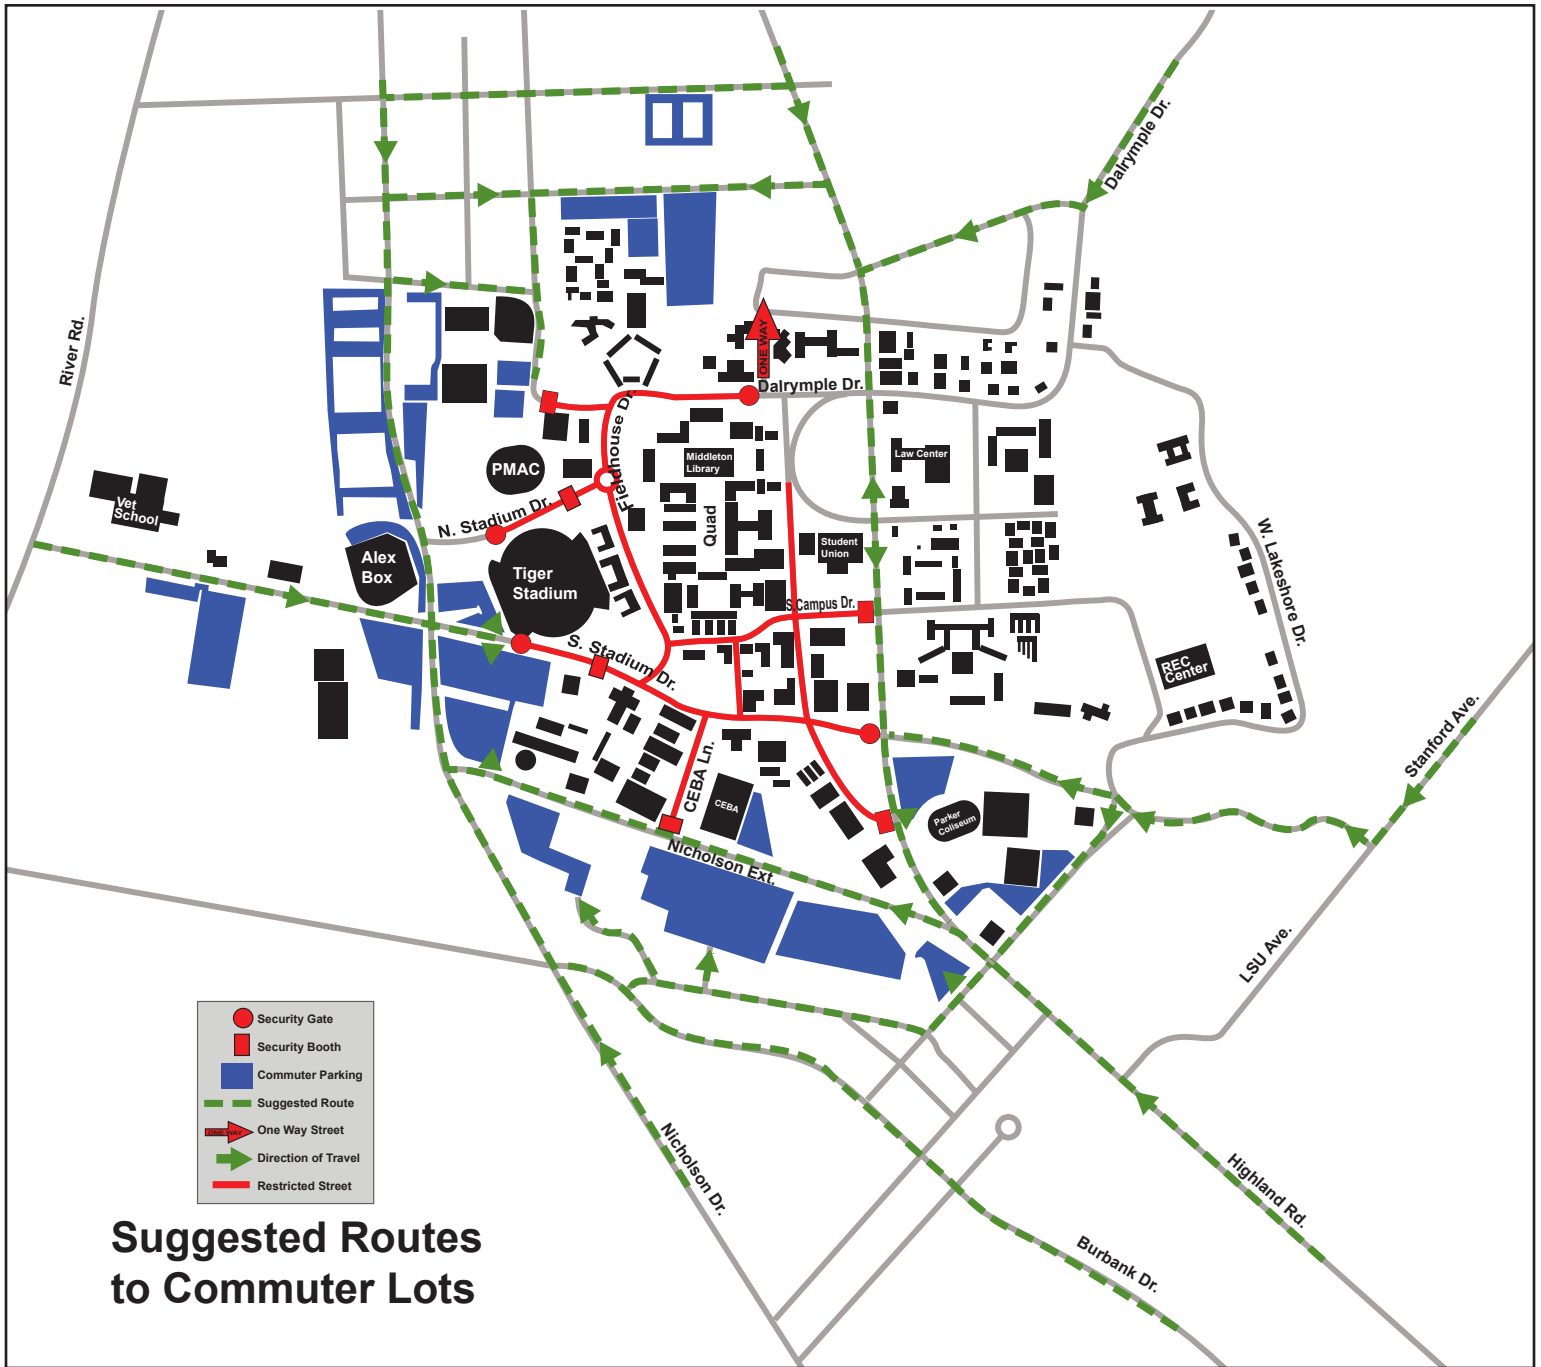 Dalrymple Dr.
River Rd.
ONE WAY
Dalrymple Dr.
Fieldhouse Dr.
Middleton
Library
Law Center
PMAC
Vet
School
N. Stadium Dr.
Quad
Student
Union
W. Lakeshore Dr.
Alex
Box
Tiger
Stadium
S.Campus Dr.
S. Stadium Dr.
REC
Center
Stanford Ave.
CEBA Ln.
CEBA
Parker
Coliseum
Nicholson Ext.
LSU Ave.
Security Gate
Security Booth
Commuter Parking
Suggested Route
ONE WAY
One Way Street
Direction of Travel
Restricted Street
Nicholson Dr.
Highland Rd.
Burbank Dr.
Suggested Routes
to Commuter Lots